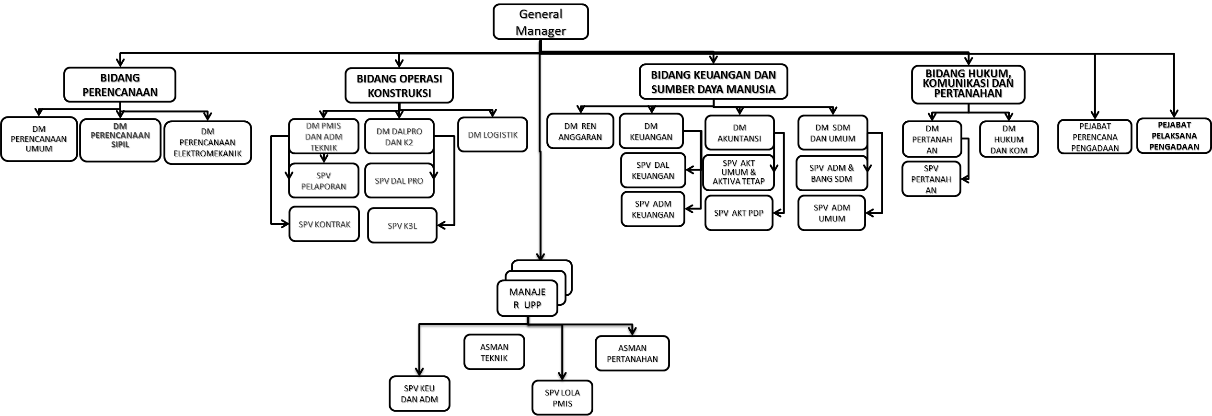 General
Manager
BIDANG
PERENCANAAN
BIDANG OPERASI
KONSTRUKSI
BIDANG KEUANGAN DAN
SUMBER DAYA MANUSIA
BIDANG HUKUM,
KOMUNIKASI DAN
PERTANAHAN
DM
PERENCANAAN
UMUM
DM
PERENCANAAN
SIPIL
DM
PERENCANAAN
ELEKTROMEKANIK
DM PMIS
DAN ADM
TEKNIK
DM DALPRO
DAN K2
DM LOGISTIK
DM REN
ANGGARAN
DM
KEUANGAN
DM
AKUNTANSI
DM SDM
DAN UMUM
DM
PERTANAH
AN
DM
HUKUM
DAN KOM
PEJABAT
PERENCANA
PENGADAAN
PEJABAT
PELAKSANA
PENGADAAN
SPV
PELAPORAN
SPV DAL PRO
SPV DAL
KEUANGAN
SPV AKT
UMUM &
AKTIVA TETAP
SPV ADM &
BANG SDM
SPV
PERTANAH
AN
SPV KONTRAK
SPV K3L
SPV ADM
KEUANGAN
SPV AKT PDP
SPV ADM
UMUM
MANAJE
R UPP
ASMAN
TEKNIK
ASMAN
PERTANAHAN
SPV KEU
DAN ADM
SPV LOLA
PMIS